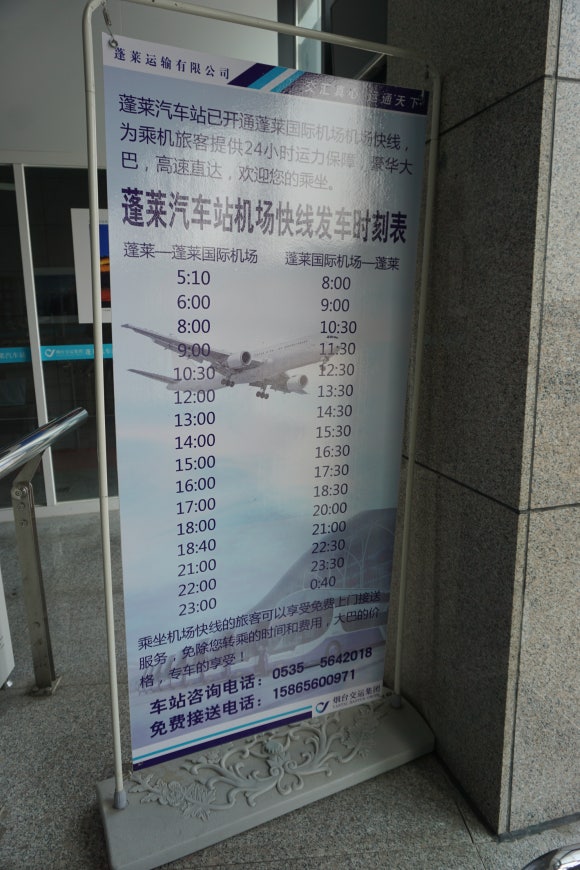 蓬莱运输有限公司
交汇真心 运通天下
蓬莱汽车站已开通蓬莱国际机场机场快线，
为乘机旅客提供24小时运力保障，豪华大
巴，高速直达，欢迎您的乘坐。
蓬莱汽车站机场快线发车时刻表
蓬莱—蓬莱国际机场 蓬莱国际机场—蓬莱
5:10 8:00
6:00 9:00
8:00 10:30
9:00 11:30
10:30 12:30
12:00 13:30
13:00 14:30
14:00 15:30
15:00 16:30
16:00 17:30
17:00 18:30
18:00 20:00
18:40 21:00
21:00 22:30
22:00 23:30
23:00 0:40
乘坐机场快线的旅客可以享受免费上门接送
服务，免除您转乘的时间和费用，大巴的价
格，专车的享受！
车站咨询电话：0535—5642018
免费接送电话：15865600971
烟台交运集团